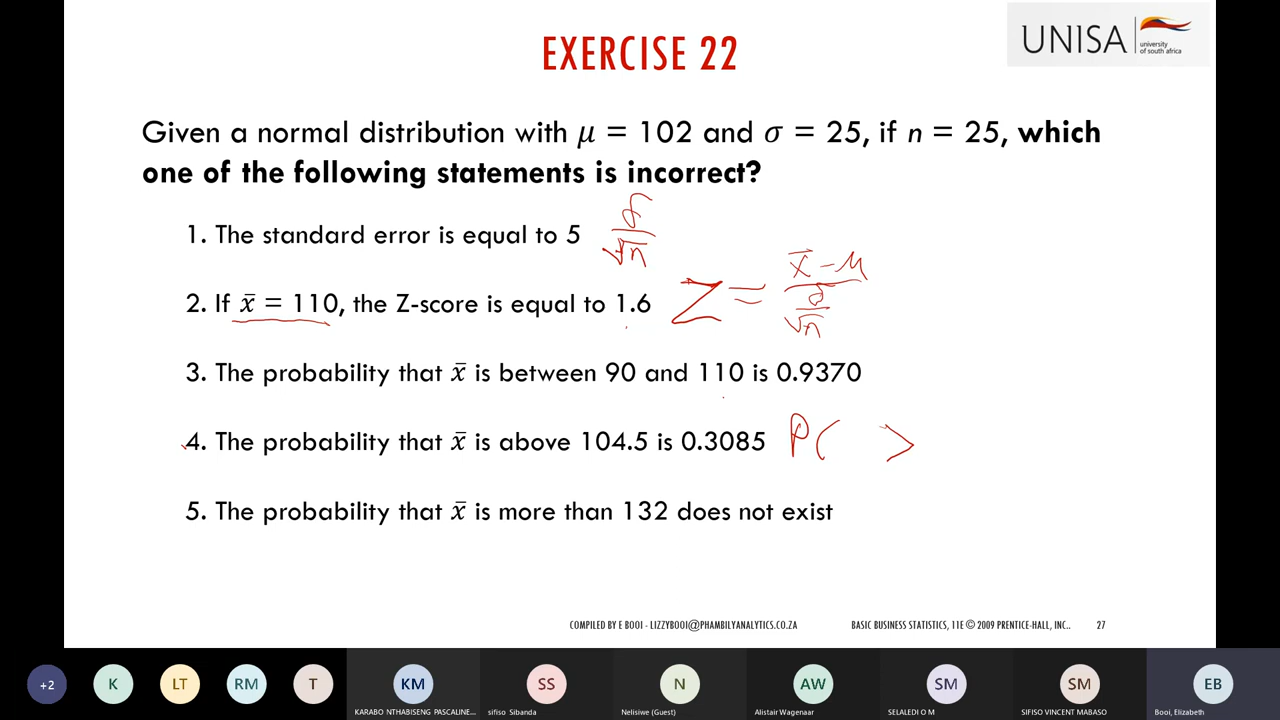 EXERCISE 22
UNISA university of south africa
Given a normal distribution with μ = 102 and σ = 25, if n = 25, which
one of the following statements is incorrect?
1. The standard error is equal to 5 σ/√n
2. If x̄ = 110, the Z-score is equal to 1.6 Z = (x̄ - μ)/(σ/√n)
3. The probability that x̄ is between 90 and 110 is 0.9370
4. The probability that x̄ is above 104.5 is 0.3085 P( >
5. The probability that x̄ is more than 132 does not exist
COMPILED BY E BOOI - LIZZYBOOI@PHAMBILYANALYTICS.CO.ZA BASIC BUSINESS STATISTICS, 11E © 2009 PRENTICE-HALL, INC.. 27
+2 K LT RM T KM SS N AW SM SM EB
KARABO NTHABISENG PASCALINE... sifiso Sibanda Nelisiwe (Guest) Alistair Wagenaar SELALEDI O M SIFISO VINCENT MABASO Booi, Elizabeth